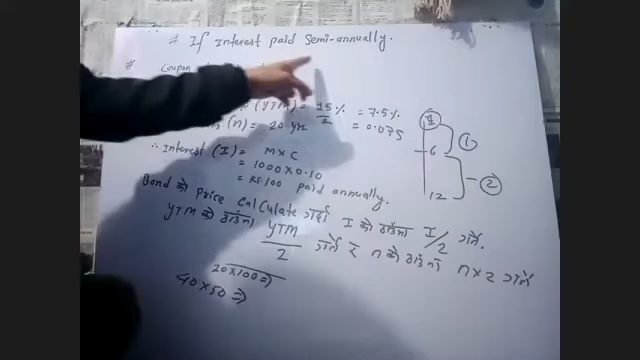 # If Interest paid Semi-annually.
# Coupon
(YTM) = 15%/2 = 7.5%
(n) = 20 yrs = 0.075
∴ Interest (I) = M×C
= 1000×0.10
= Rs.100 paid annually.
Bond को Price Calculate गर्दा I को ठाउँमा I/2 गर्ने.
YTM को ठाउँमा YTM/2 गर्ने र n को ठाउँमा n×2 गर्ने
20×100 ⇒
40×50 ⇒
1
6
12
①
②